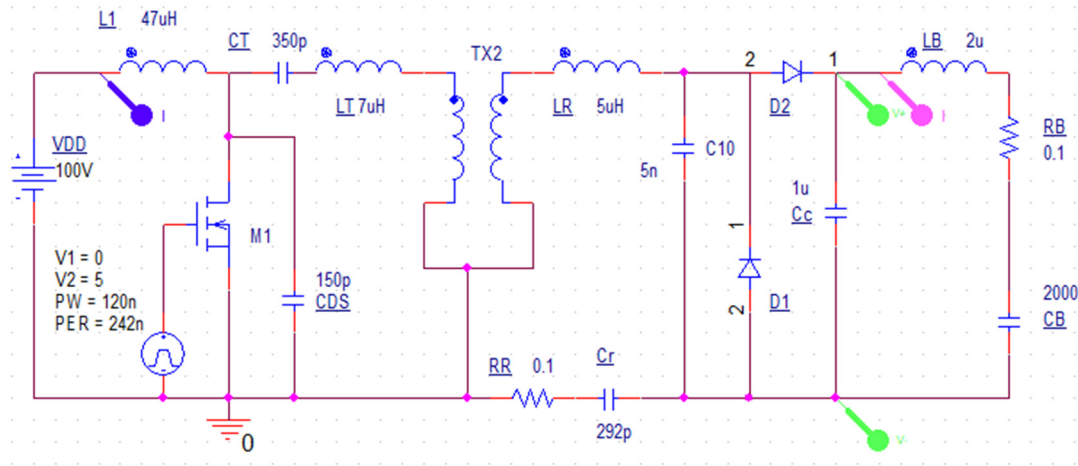 L1 47uH
CT 350p
TX2
LT 7uH
LR 5uH
2
1
D2
LB 2u
I
V+
I
VDD
100V
C10
5n
RB
0.1
1u
Cc
M1
V1 = 0
V2 = 5
PW = 120n
PER = 242n
150p
CDS
1
D1
2
2000
CB
RR 0.1
Cr
292p
0
V-